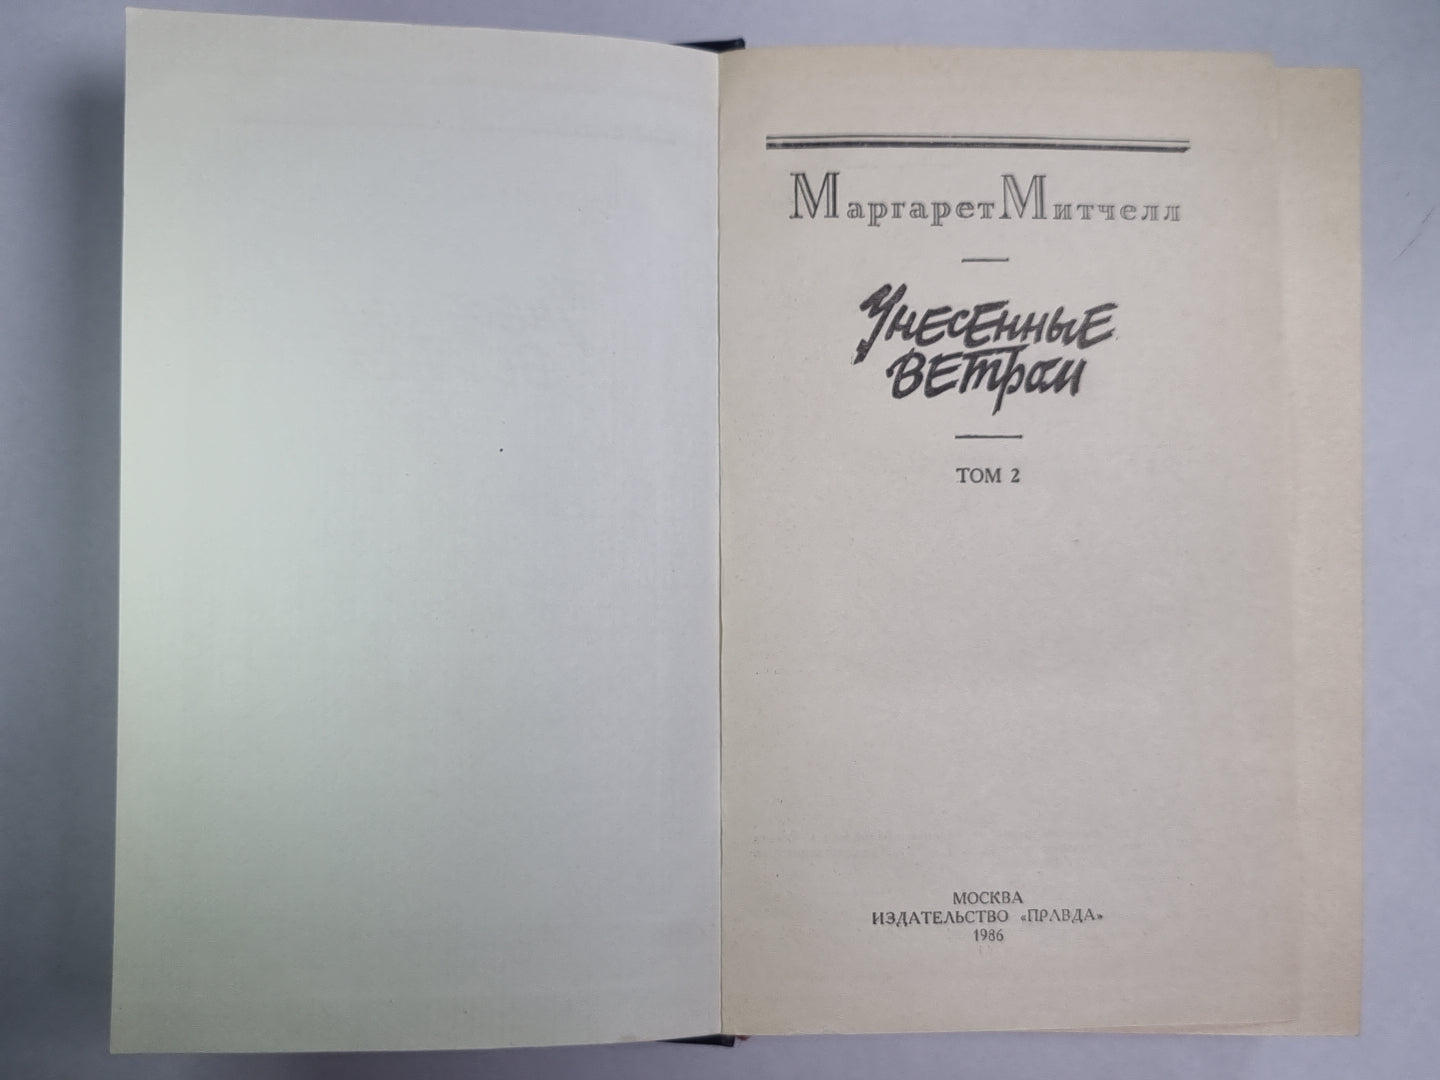 Маргарет Митчелл
Унесенные
ветром
ТОМ 2
МОСКВА
ИЗДАТЕЛЬСТВО «ПРАВДА»
1986